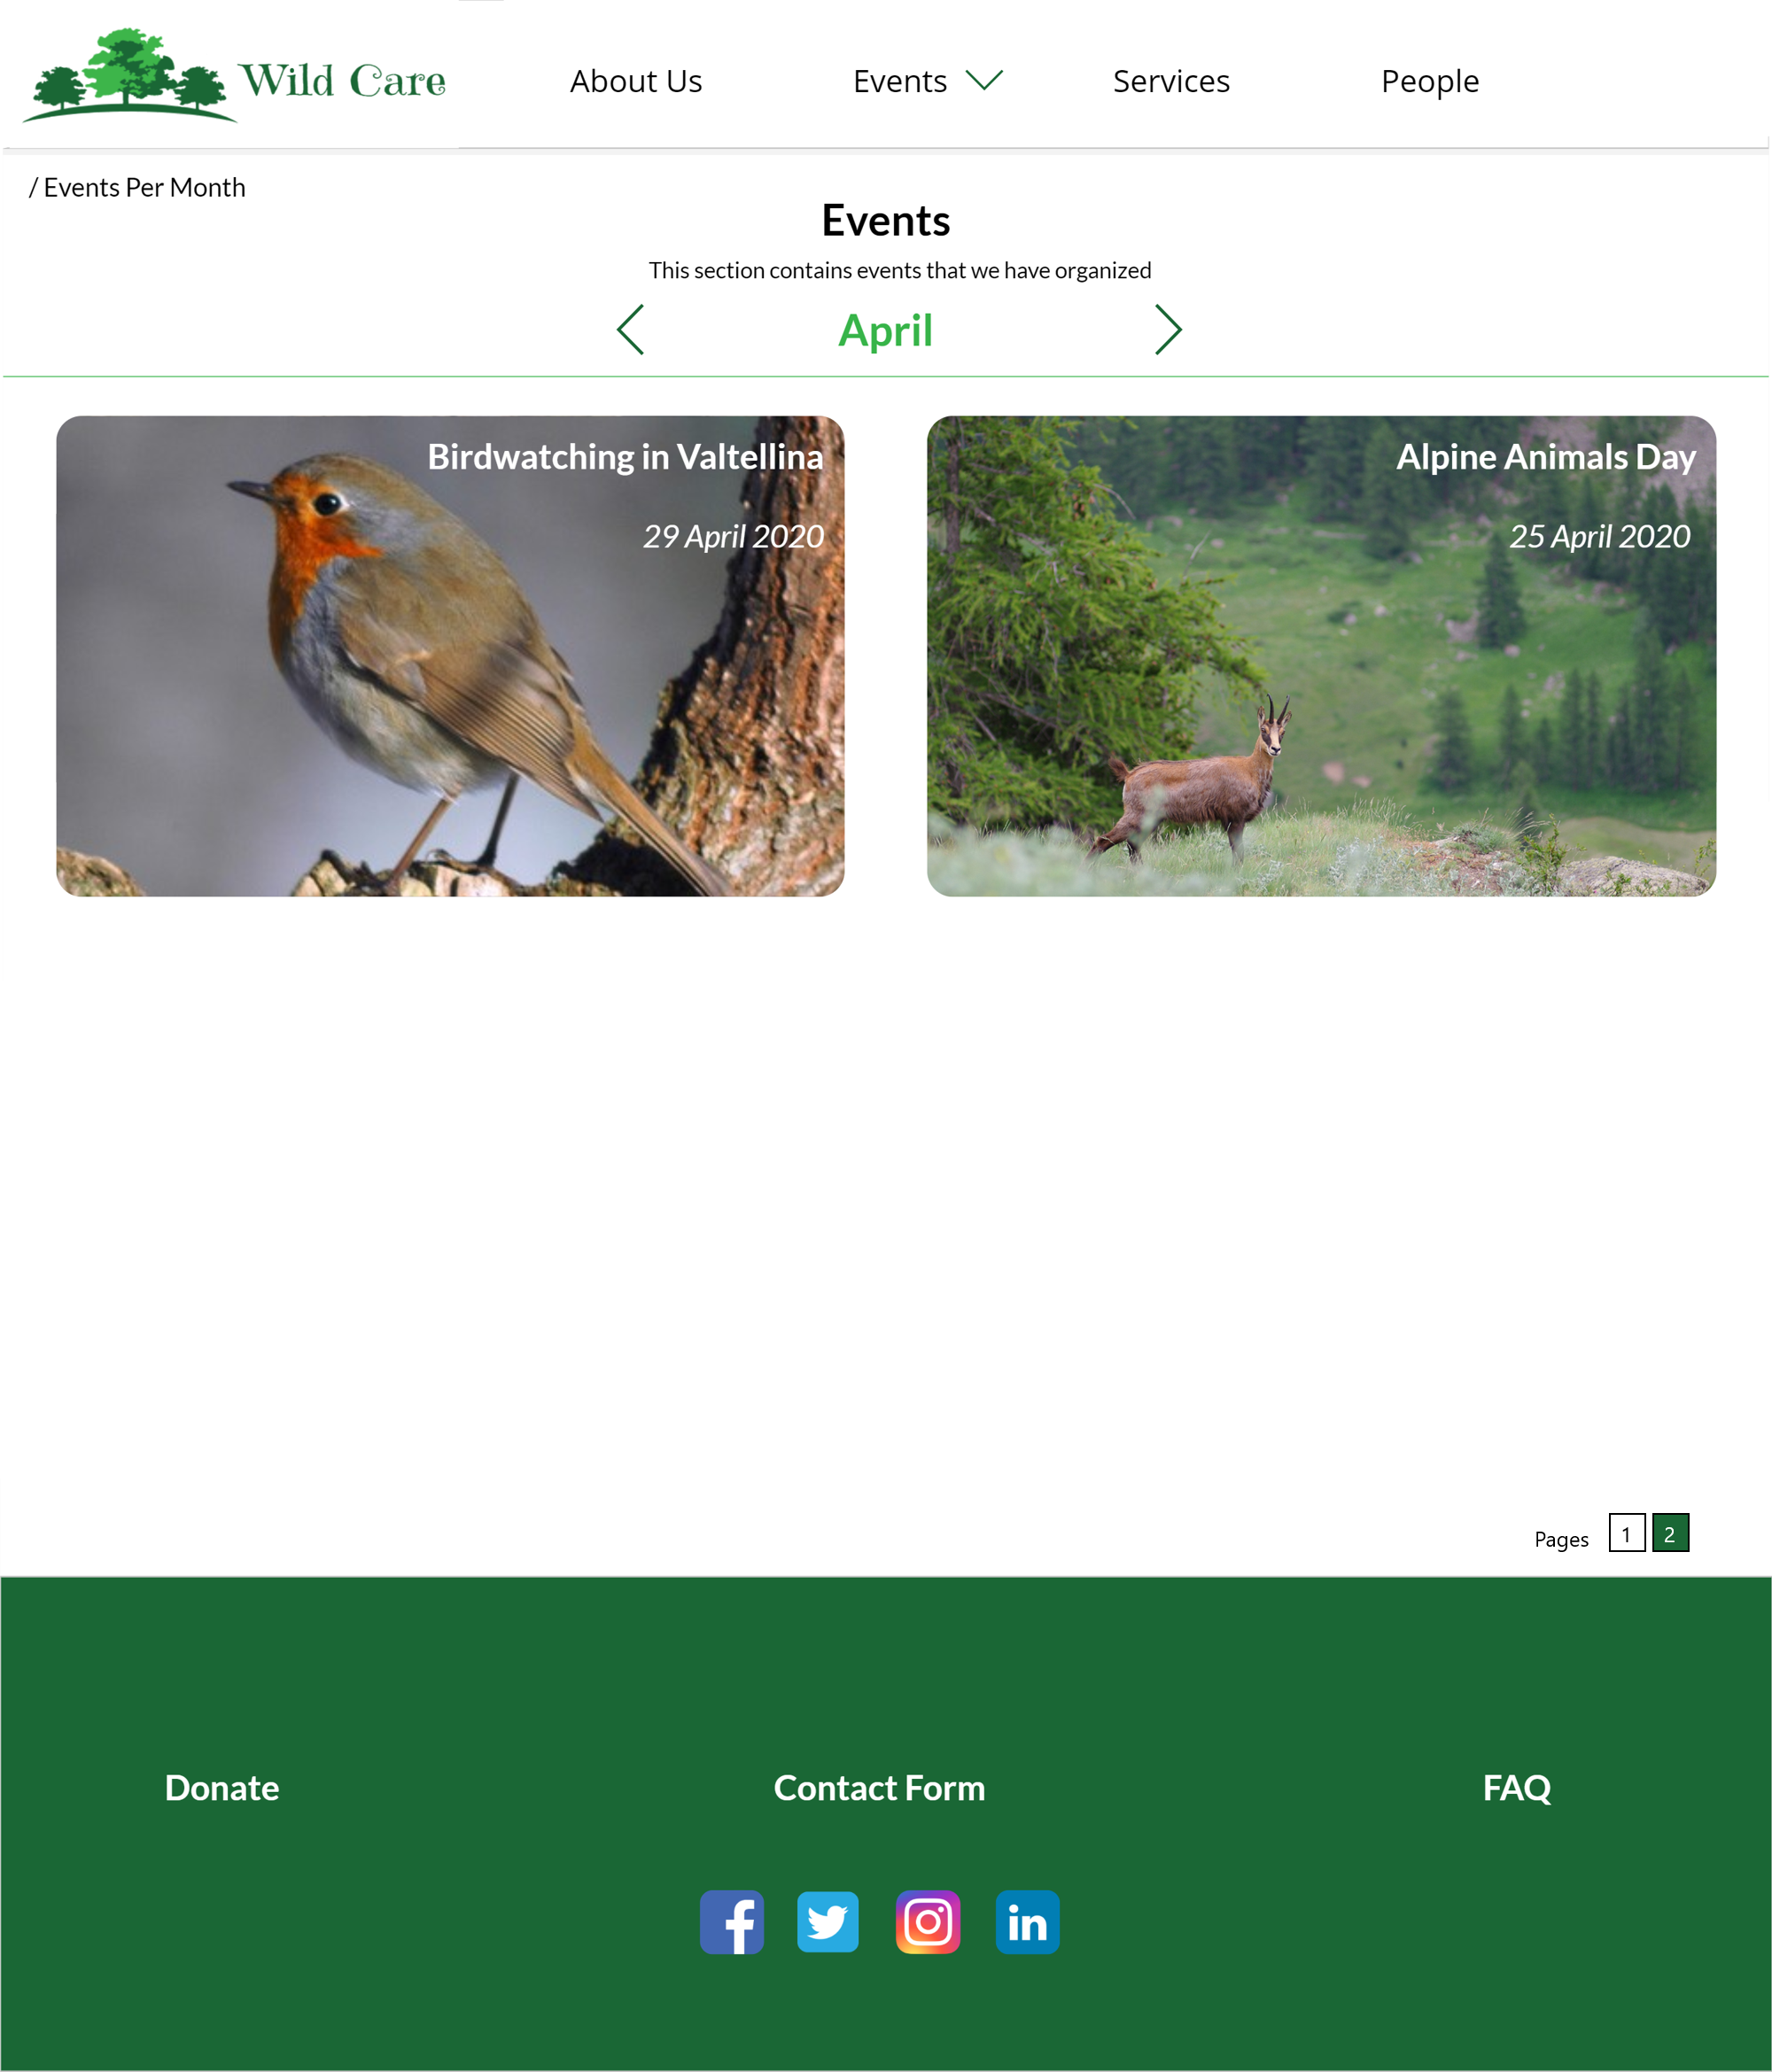 Wild Care
About Us
Events
Services
People
/ Events Per Month
Events
This section contains events that we have organized
April
Birdwatching in Valtellina
29 April 2020
Alpine Animals Day
25 April 2020
Pages 1 2
Donate
Contact Form
FAQ
f
in